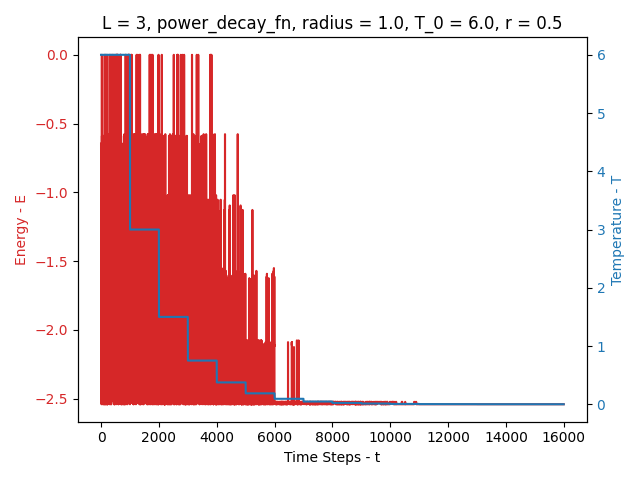 L = 3, power_decay_fn, radius = 1.0, T_0 = 6.0, r = 0.5
Energy - E
0.0
−0.5
−1.0
−1.5
−2.0
−2.5
6
5
4
3
2
1
0
Temperature - T
0 2000 4000 6000 8000 10000 12000 14000 16000
Time Steps - t